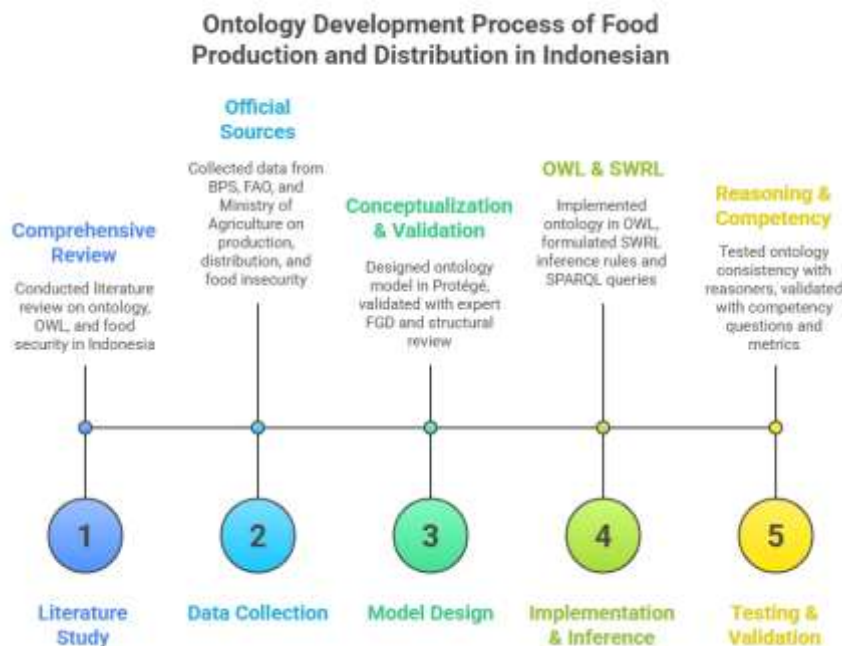 Ontology Development Process of Food
Production and Distribution in Indonesian
Comprehensive
Review
Conducted literature
review on ontology,
OWL, and food
security in Indonesia
Official
Sources
Collected data from
BPS, FAO, and
Ministry of
Agriculture on
production,
distribution, and
food insecurity
Conceptualization
& Validation
Designed ontology
model in Protégé,
validated with expert
FGD and structural
review
OWL & SWRL
Implemented
ontology in OWL,
formulated SWRL
inference rules and
SPARQL queries
Reasoning &
Competency
Tested ontology
consistency with
reasoners, validated
with competency
questions and
metrics
1
2
3
4
5
Literature
Study
Data Collection
Model Design
Implementation
& Inference
Testing &
Validation